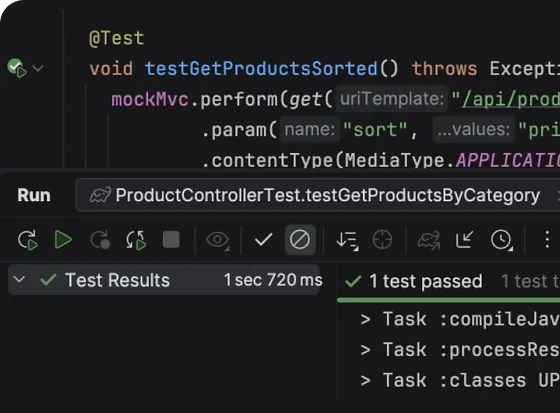 @Test
void testGetProductsSorted() throws Excepti
mockMvc.perform(get( uriTemplate: "/api/prod
.param( name: "sort", ...values: "pri
.contentType(MediaType.APPLICATIO
Run ProductControllerTest.testGetProductsByCategory
Test Results 1 sec 720 ms 1 test passed 1 test t
> Task :compileJav
> Task :processRes
> Task :classes UP